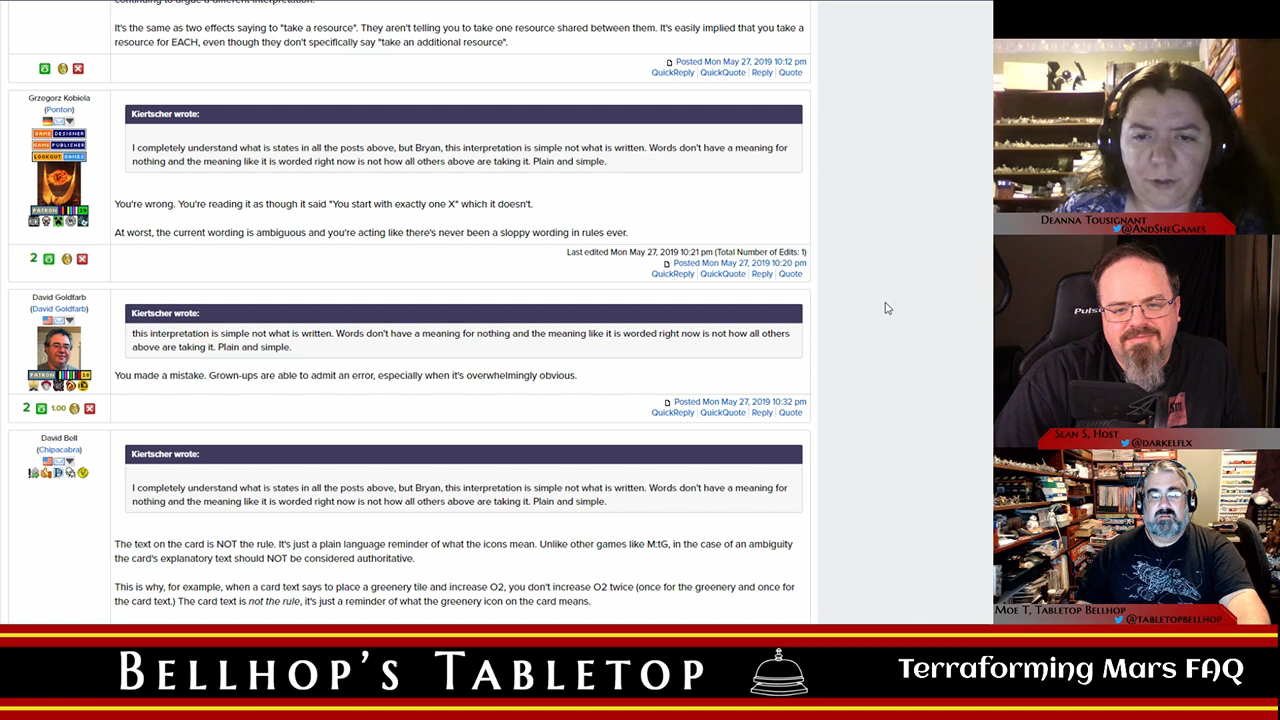 continuing to argue a different interpretation.
It's the same as two effects saying to "take a resource". They aren't telling you to take one resource shared between them. It's easily implied that you take a
resource for EACH, even though they don't specifically say "take an additional resource".
Posted Mon May 27, 2019 10:12 pm
QuickReply | QuickQuote | Reply | Quote
Grzegorz Kobiela
(Ponton)
GAME DESIGNER
GAME PUBLISHER
LOOKOUT GAMES
PATRON
Kiertscher wrote:
I completely understand what is states in all the posts above, but Bryan, this interpretation is simple not what is written. Words don't have a meaning for
nothing and the meaning like it is worded right now is not how all others above are taking it. Plain and simple.
You're wrong. You're reading it as though it said "You start with exactly one X" which it doesn't.
At worst, the current wording is ambiguous and you're acting like there's never been a sloppy wording in rules ever.
Last edited Mon May 27, 2019 10:21 pm (Total Number of Edits: 1)
2
Posted Mon May 27, 2019 10:20 pm
QuickReply | QuickQuote | Reply | Quote
David Goldfarb
(David Goldfarb)
PATRON
Kiertscher wrote:
this interpretation is simple not what is written. Words don't have a meaning for nothing and the meaning like it is worded right now is not how all others
above are taking it. Plain and simple.
You made a mistake. Grown-ups are able to admit an error, especially when it's overwhelmingly obvious.
2 1.00
Posted Mon May 27, 2019 10:32 pm
QuickReply | QuickQuote | Reply | Quote
David Bell
(Chipacabra)
Kiertscher wrote:
I completely understand what is states in all the posts above, but Bryan, this interpretation is simple not what is written. Words don't have a meaning for
nothing and the meaning like it is worded right now is not how all others above are taking it. Plain and simple.
The text on the card is NOT the rule. It's just a plain language reminder of what the icons mean. Unlike other games like M:tG, in the case of an ambiguity
the card's explanatory text should NOT be considered authoritative.
This is why, for example, when a card text says to place a greenery tile and increase O2, you don't increase O2 twice (once for the greenery and once for
the card text.) The card text is not the rule, it's just a reminder of what the greenery icon on the card means.
Deanna Tousignant
@AndSheGames
Pulse
Sean S, Host
@DARKELFLX
Moe T, Tabletop Bellhop
@TABLETOPBELLHOP
Bellhop's Tabletop
Terraforming Mars FAQ